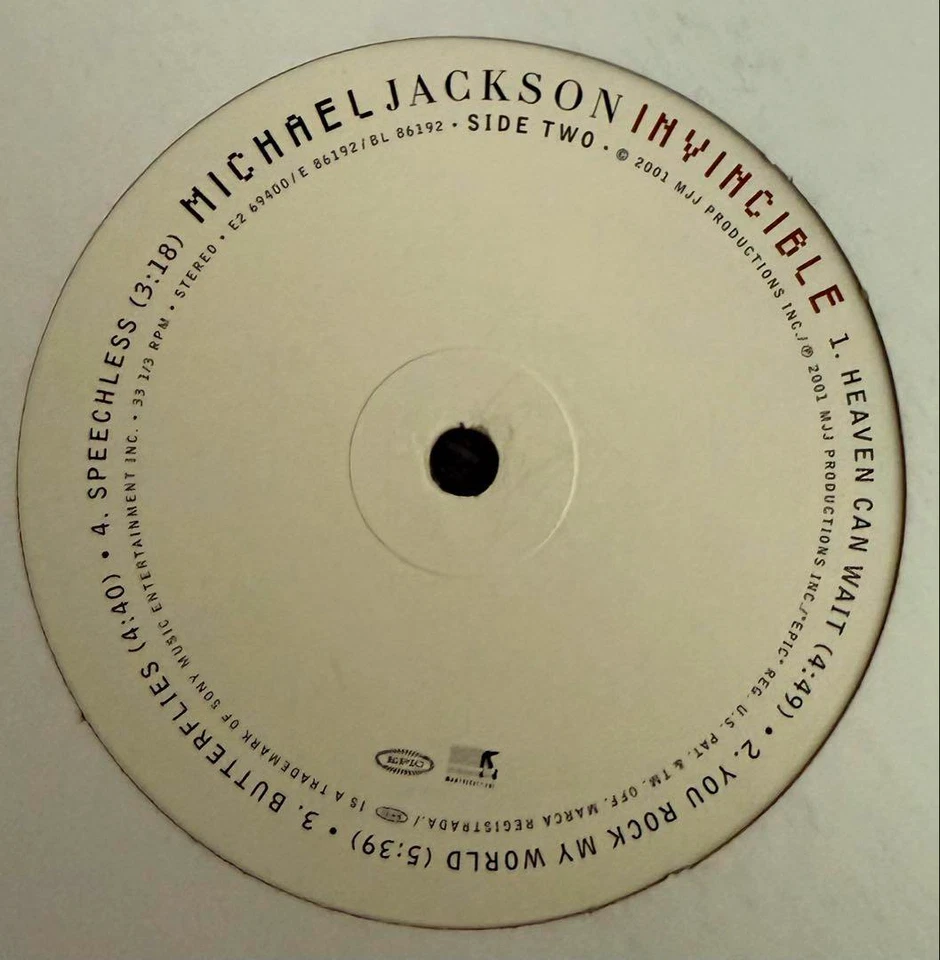 MICHAEL JACKSON INVINCIBLE
1. HEAVEN CAN WAIT (4:49) • 2. YOU ROCK MY WORLD (5:39) • 3. BUTTERFLIES (4:40) • 4. SPEECHLESS (3:18)
33 1/3 RPM • STEREO • E2 69400/E 86192/BL 86192 • SIDE TWO • © 2001 MJJ PRODUCTIONS INC./℗ 2001 MJJ PRODUCTIONS INC./"EPIC" REG. U.S. PAT. & TM. OFF. MARCA REGISTRADA./ IS A TRADEMARK OF SONY MUSIC ENTERTAINMENT INC. •